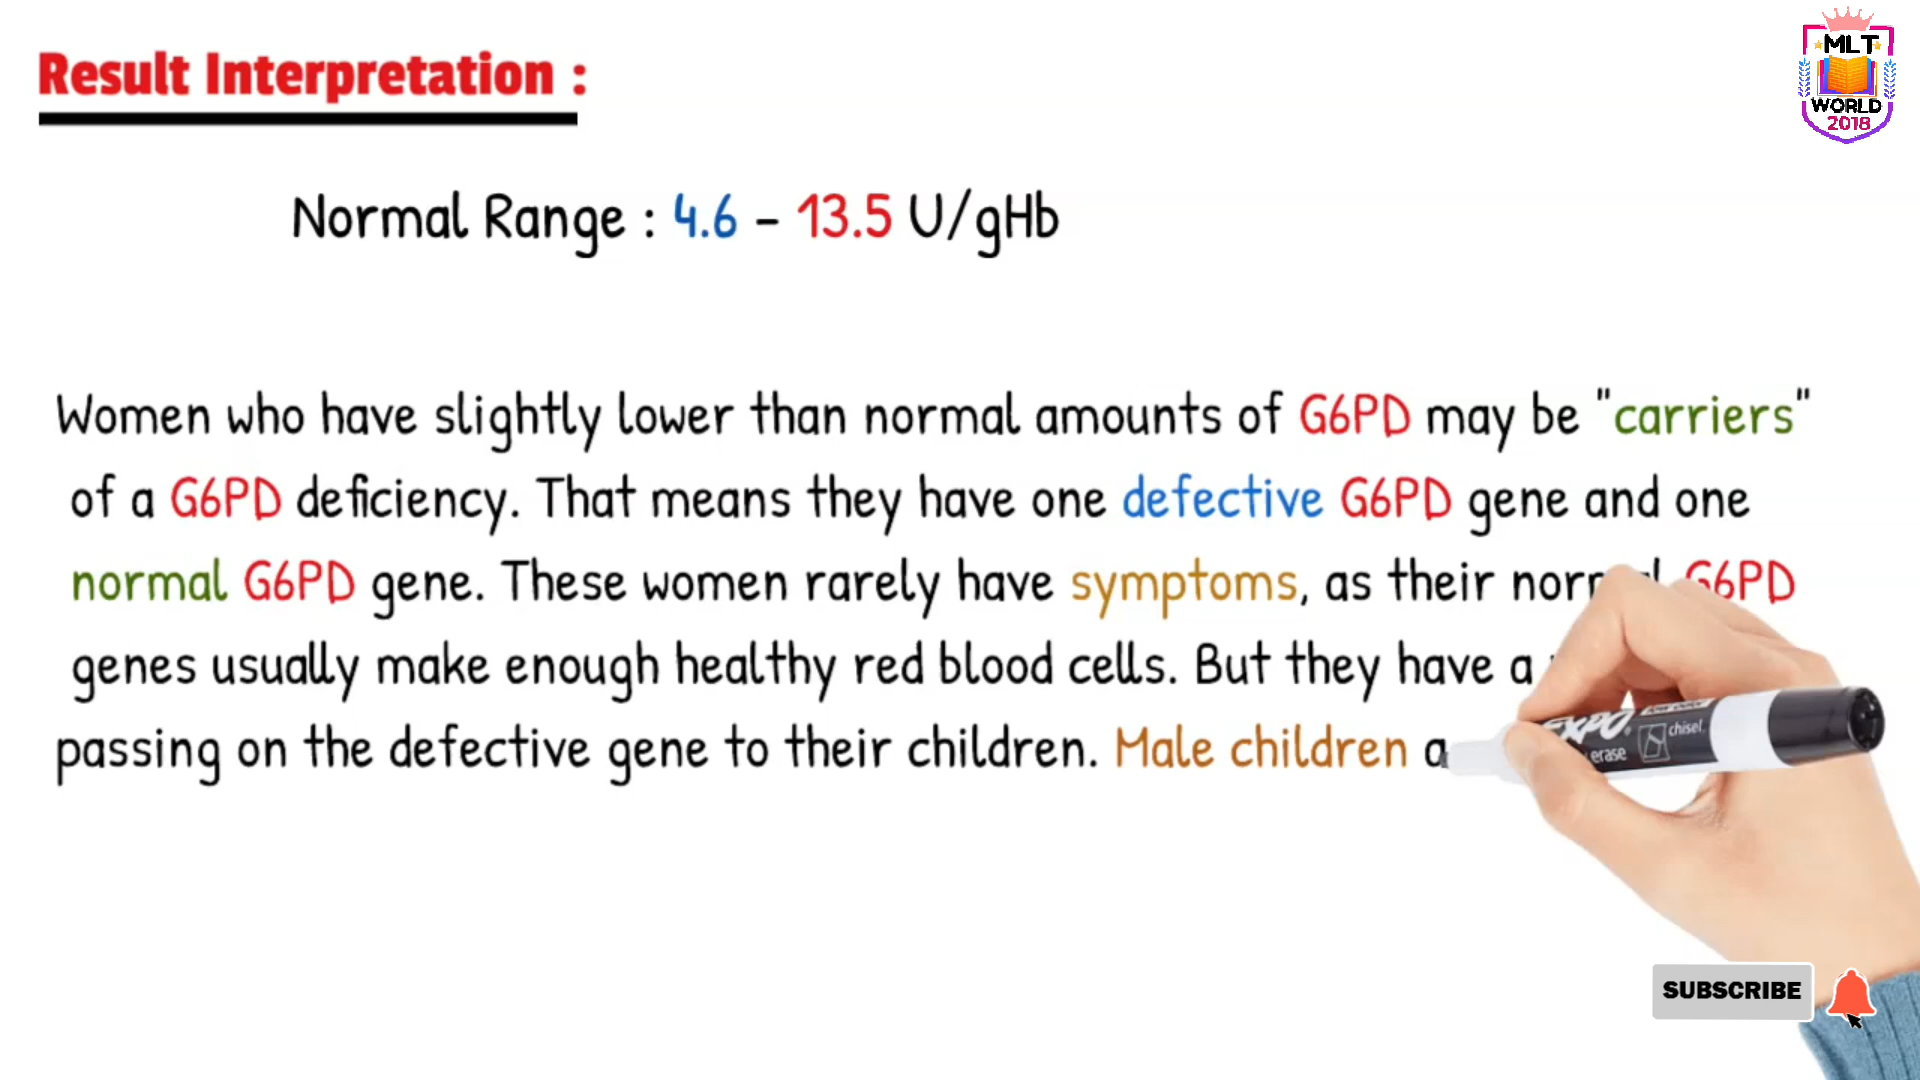 Result Interpretation :
MLT
WORLD
2018
Normal Range : 4.6 - 13.5 U/gHb
Women who have slightly lower than normal amounts of G6PD may be "carriers"
of a G6PD deficiency. That means they have one defective G6PD gene and one
normal G6PD gene. These women rarely have symptoms, as their G6PD
genes usually make enough healthy red blood cells. But they have a
passing on the defective gene to their children. Male children
EXPO chisel
erase
SUBSCRIBE